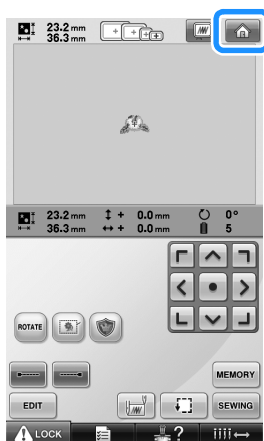 23.2 mm
36.3 mm
23.2 mm ↕ + 0.0 mm 0°
36.3 mm ↔ + 0.0 mm 5
ROTATE
MEMORY
EDIT SEWING
LOCK ?